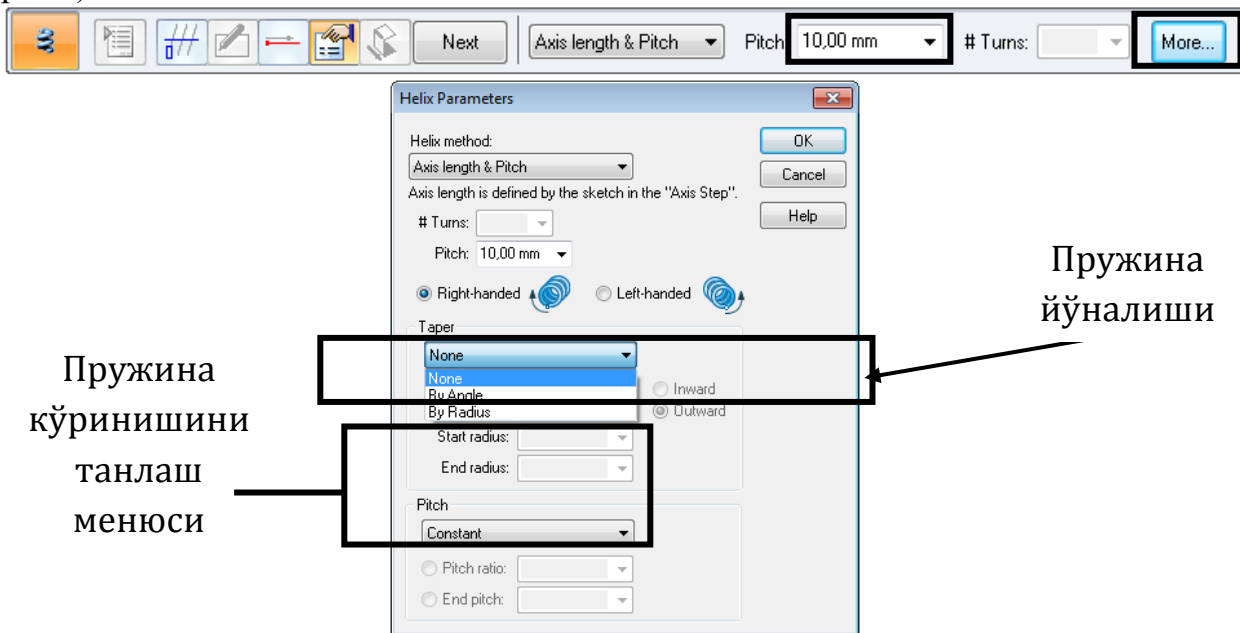 Next Axis length & Pitch Pitch 10,00 mm # Turns: More...
Helix Parameters
Helix method:
OK
Axis length & Pitch
Cancel
Axis length is defined by the sketch in the "Axis Step".
# Turns:
Help
Pitch: 10,00 mm
Right-handed Left-handed
Taper
None
None
By Angle
By Radius
Inward
Outward
Start radius:
End radius:
Pitch
Constant
Pitch ratio:
End pitch:
Пружина
йўналиши
Пружина
кўринишини
танлаш
менюси